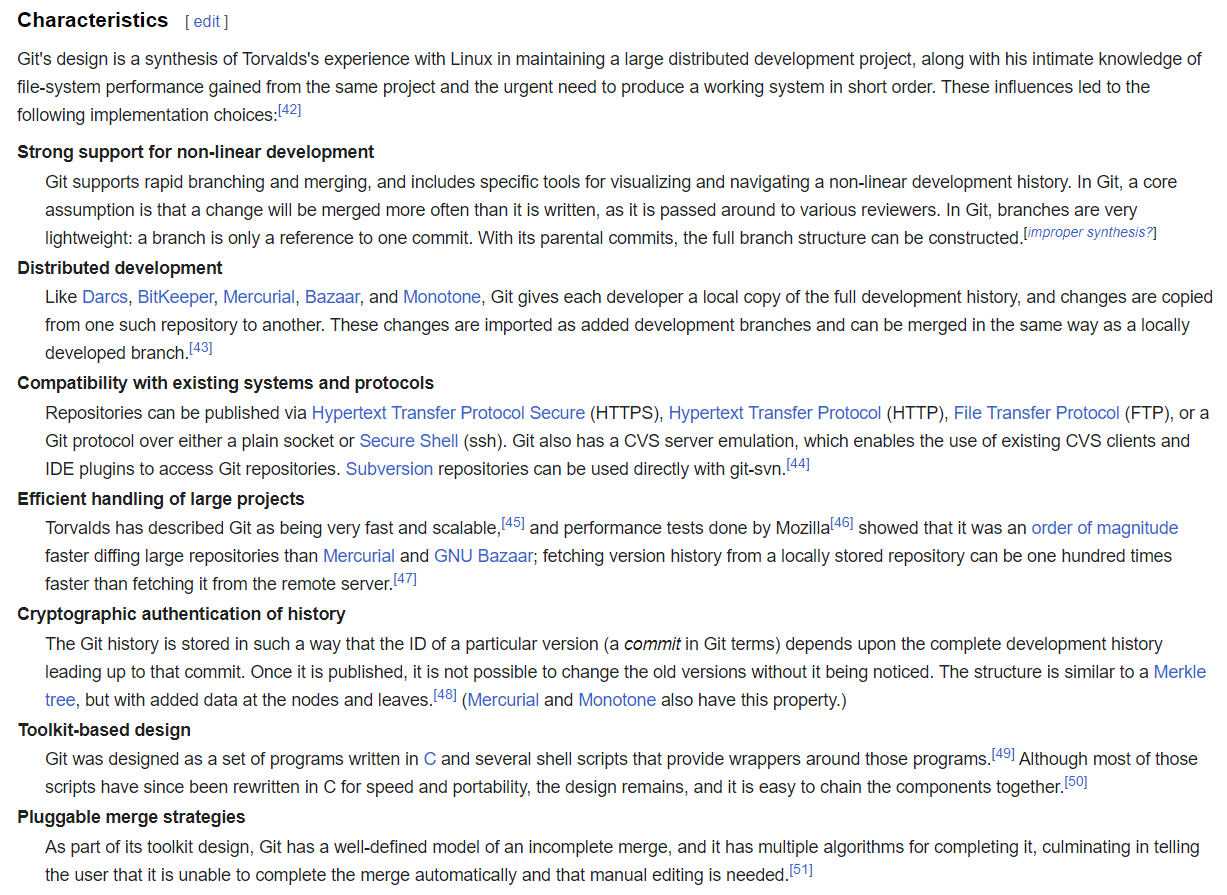 Characteristics [ edit ]
Git's design is a synthesis of Torvalds's experience with Linux in maintaining a large distributed development project, along with his intimate knowledge of
file-system performance gained from the same project and the urgent need to produce a working system in short order. These influences led to the
following implementation choices:[42]
Strong support for non-linear development
Git supports rapid branching and merging, and includes specific tools for visualizing and navigating a non-linear development history. In Git, a core
assumption is that a change will be merged more often than it is written, as it is passed around to various reviewers. In Git, branches are very
lightweight: a branch is only a reference to one commit. With its parental commits, the full branch structure can be constructed.[improper synthesis?]
Distributed development
Like Darcs, BitKeeper, Mercurial, Bazaar, and Monotone, Git gives each developer a local copy of the full development history, and changes are copied
from one such repository to another. These changes are imported as added development branches and can be merged in the same way as a locally
developed branch.[43]
Compatibility with existing systems and protocols
Repositories can be published via Hypertext Transfer Protocol Secure (HTTPS), Hypertext Transfer Protocol (HTTP), File Transfer Protocol (FTP), or a
Git protocol over either a plain socket or Secure Shell (ssh). Git also has a CVS server emulation, which enables the use of existing CVS clients and
IDE plugins to access Git repositories. Subversion repositories can be used directly with git-svn.[44]
Efficient handling of large projects
Torvalds has described Git as being very fast and scalable,[45] and performance tests done by Mozilla[46] showed that it was an order of magnitude
faster diffing large repositories than Mercurial and GNU Bazaar; fetching version history from a locally stored repository can be one hundred times
faster than fetching it from the remote server.[47]
Cryptographic authentication of history
The Git history is stored in such a way that the ID of a particular version (a commit in Git terms) depends upon the complete development history
leading up to that commit. Once it is published, it is not possible to change the old versions without it being noticed. The structure is similar to a Merkle
tree, but with added data at the nodes and leaves.[48] (Mercurial and Monotone also have this property.)
Toolkit-based design
Git was designed as a set of programs written in C and several shell scripts that provide wrappers around those programs.[49] Although most of those
scripts have since been rewritten in C for speed and portability, the design remains, and it is easy to chain the components together.[50]
Pluggable merge strategies
As part of its toolkit design, Git has a well-defined model of an incomplete merge, and it has multiple algorithms for completing it, culminating in telling
the user that it is unable to complete the merge automatically and that manual editing is needed.[51]